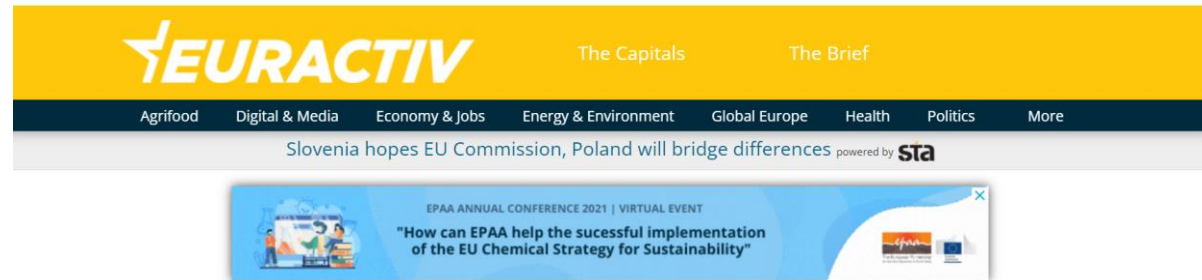 EURACTIV
The Capitals The Brief
Agrifood Digital & Media Economy & Jobs Energy & Environment Global Europe Health Politics More
Slovenia hopes EU Commission, Poland will bridge differences powered by sta
EPAA ANNUAL CONFERENCE 2021 | VIRTUAL EVENT
"How can EPAA help the sucessful implementation
of the EU Chemical Strategy for Sustainability"
epaa